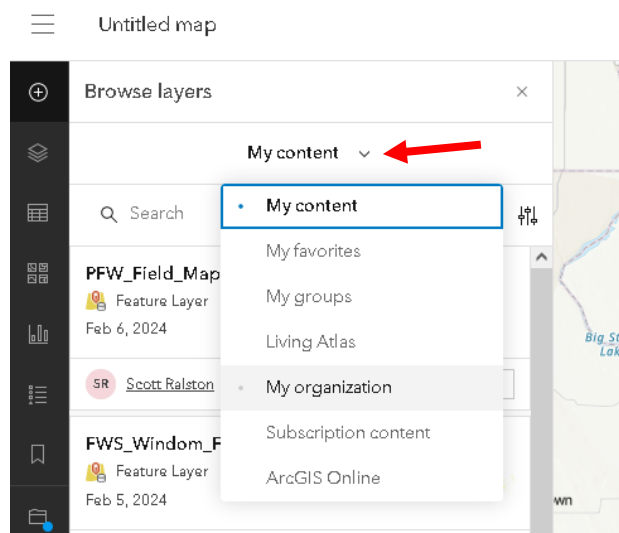 Untitled map
Browse layers
My content
Search
My content
My favorites
My groups
Living Atlas
My organization
Subscription content
ArcGIS Online
PFW_Field_Map
Feature Layer
Feb 6, 2024
SR Scott Ralston
FWS_Windom_F
Feature Layer
Feb 5, 2024
Big St
Lak
wn